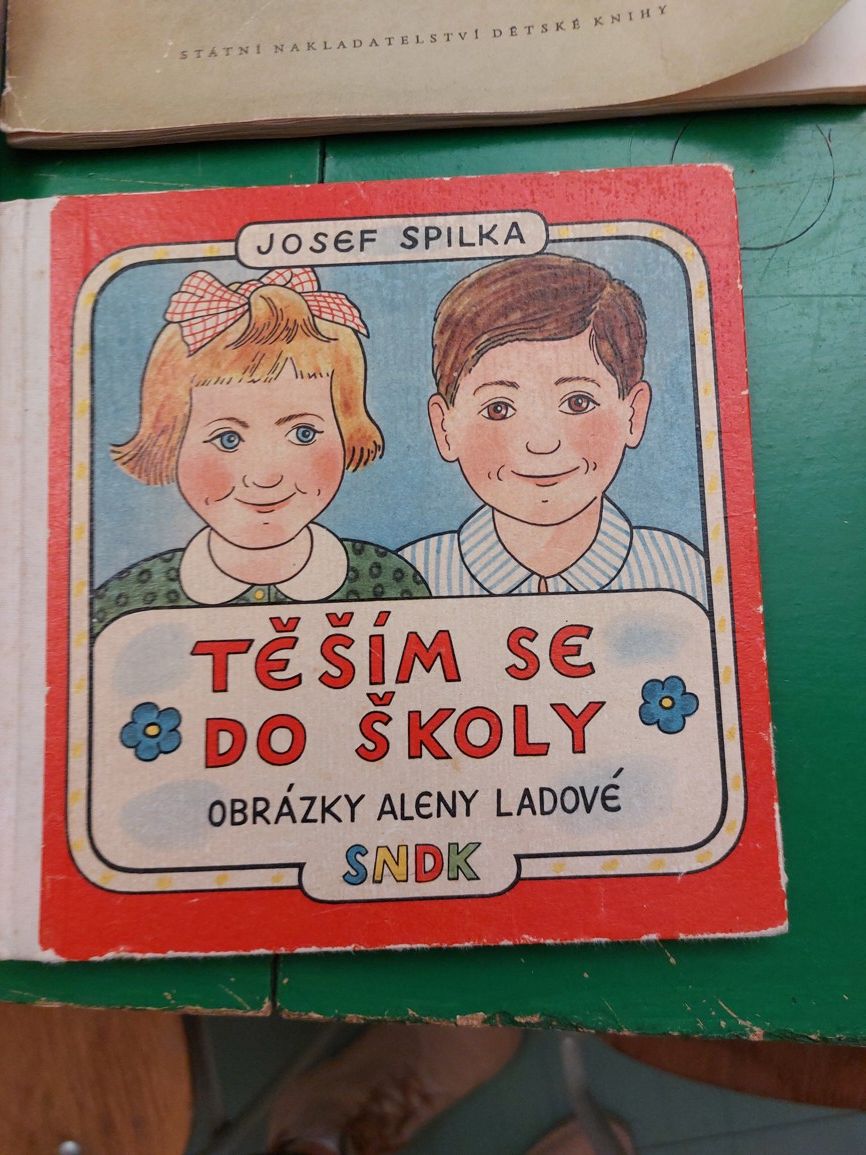 STÁTNÍ NAKLADATELSTVÍ DĚTSKÉ KNIHY
JOSEF SPILKA
TĚŠÍM SE
DO ŠKOLY
OBRÁZKY ALENY LADOVÉ
SNDK